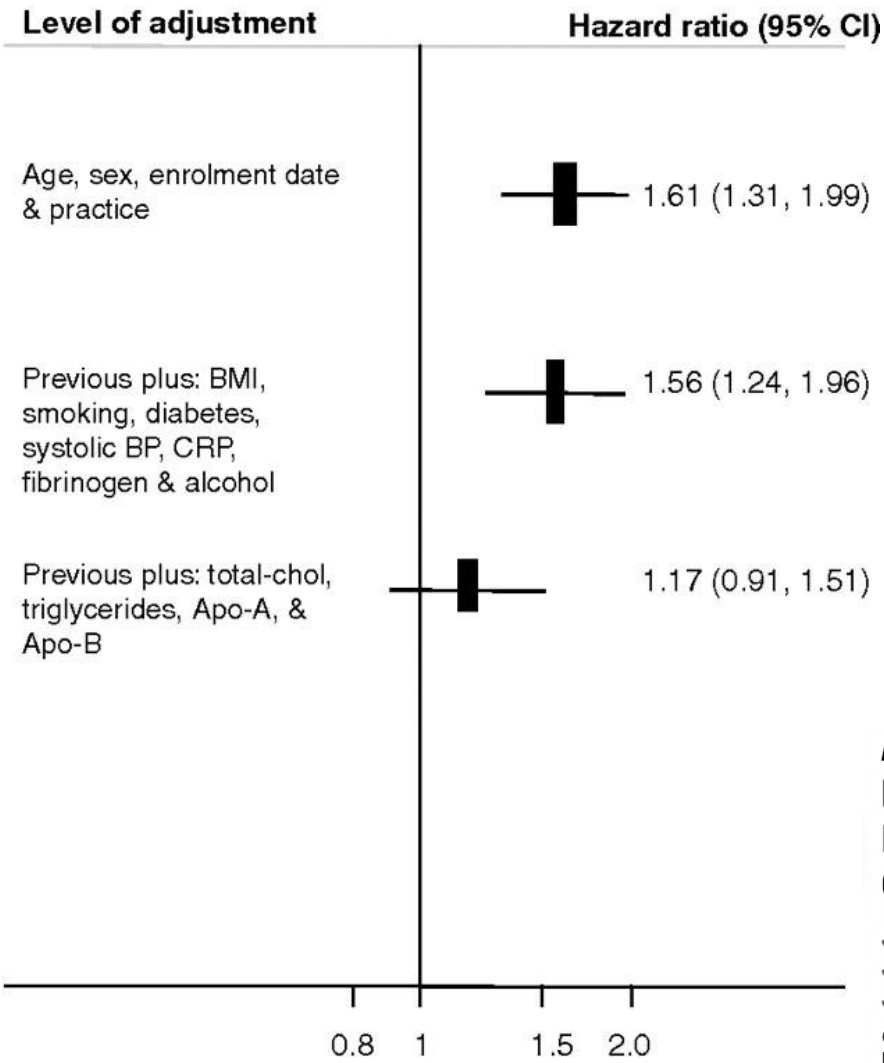 Level of adjustment
Hazard ratio (95% CI)
Age, sex, enrolment date
& practice
1.61 (1.31, 1.99)
Previous plus: BMI,
smoking, diabetes,
systolic BP, CRP,
fibrinogen & alcohol
1.56 (1.24, 1.96)
Previous plus: total-chol,
triglycerides, Apo-A, &
Apo-B
1.17 (0.91, 1.51)
0.8 1 1.5 2.0